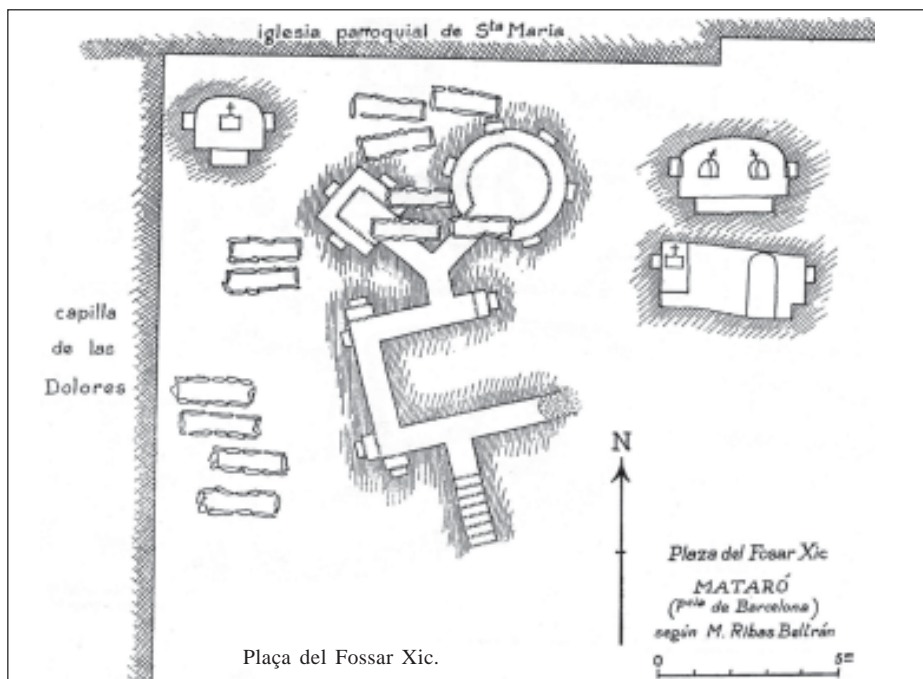 iglesia parroquial de Sta Maria
capilla
de las
Dolores
N
Plaza del Fosar Xic
MATARÓ
(pcia de Barcelona)
según M. Ribas Beltrán
0 5m
Plaça del Fossar Xic.